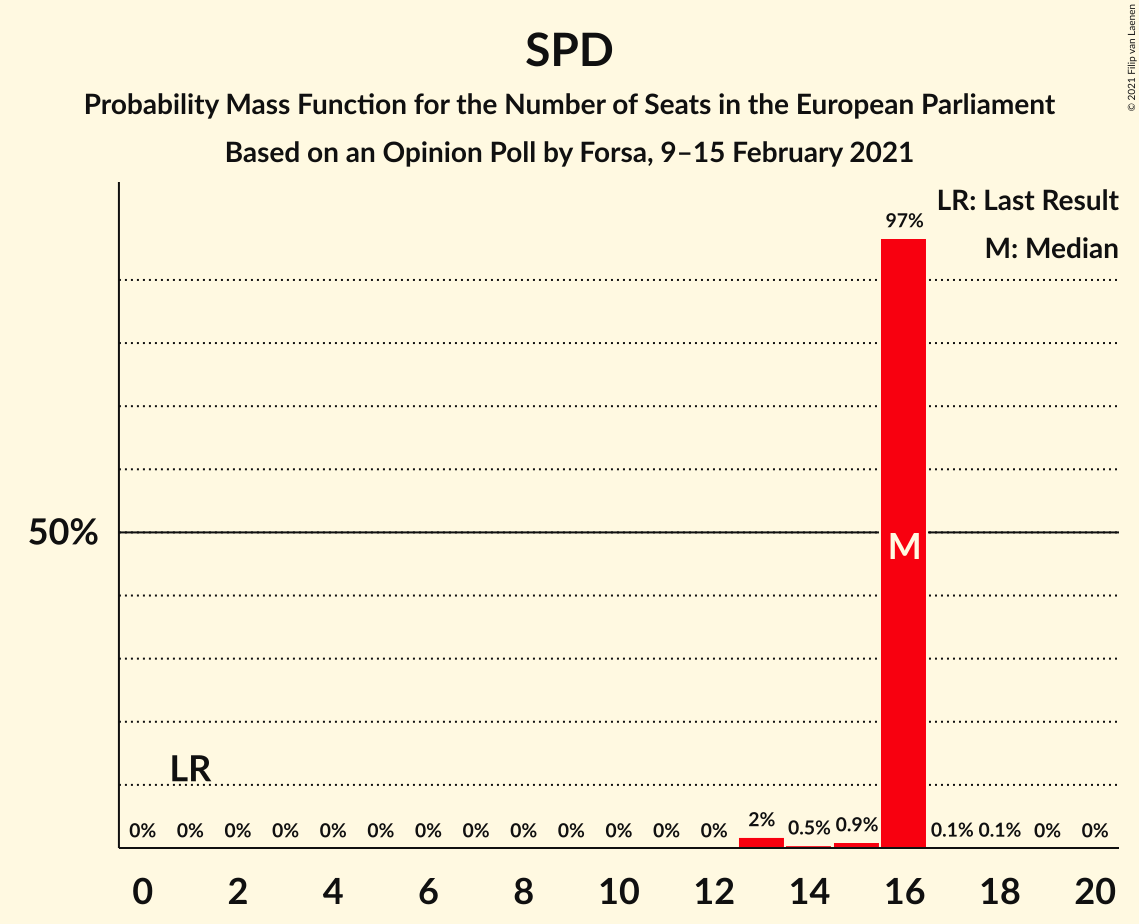 SPD
Probability Mass Function for the Number of Seats in the European Parliament
Based on an Opinion Poll by Forsa, 9–15 February 2021
© 2021 Filip van Laenen
LR: Last Result
M: Median
97%
50%
M
LR
0% 0% 0% 0% 0% 0% 0% 0% 0% 0% 0% 0% 0% 2% 0.5% 0.9% 0.1% 0.1% 0% 0%
0 2 4 6 8 10 12 14 16 18 20